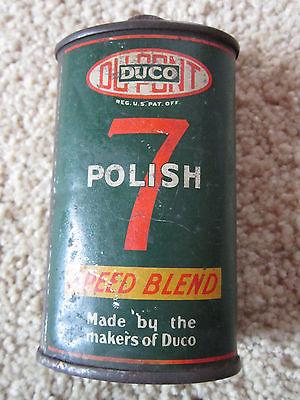 DU PONT
DUCO
REG. U.S. PAT. OFF.
7
POLISH
SPEED BLEND
Made by the
makers of Duco